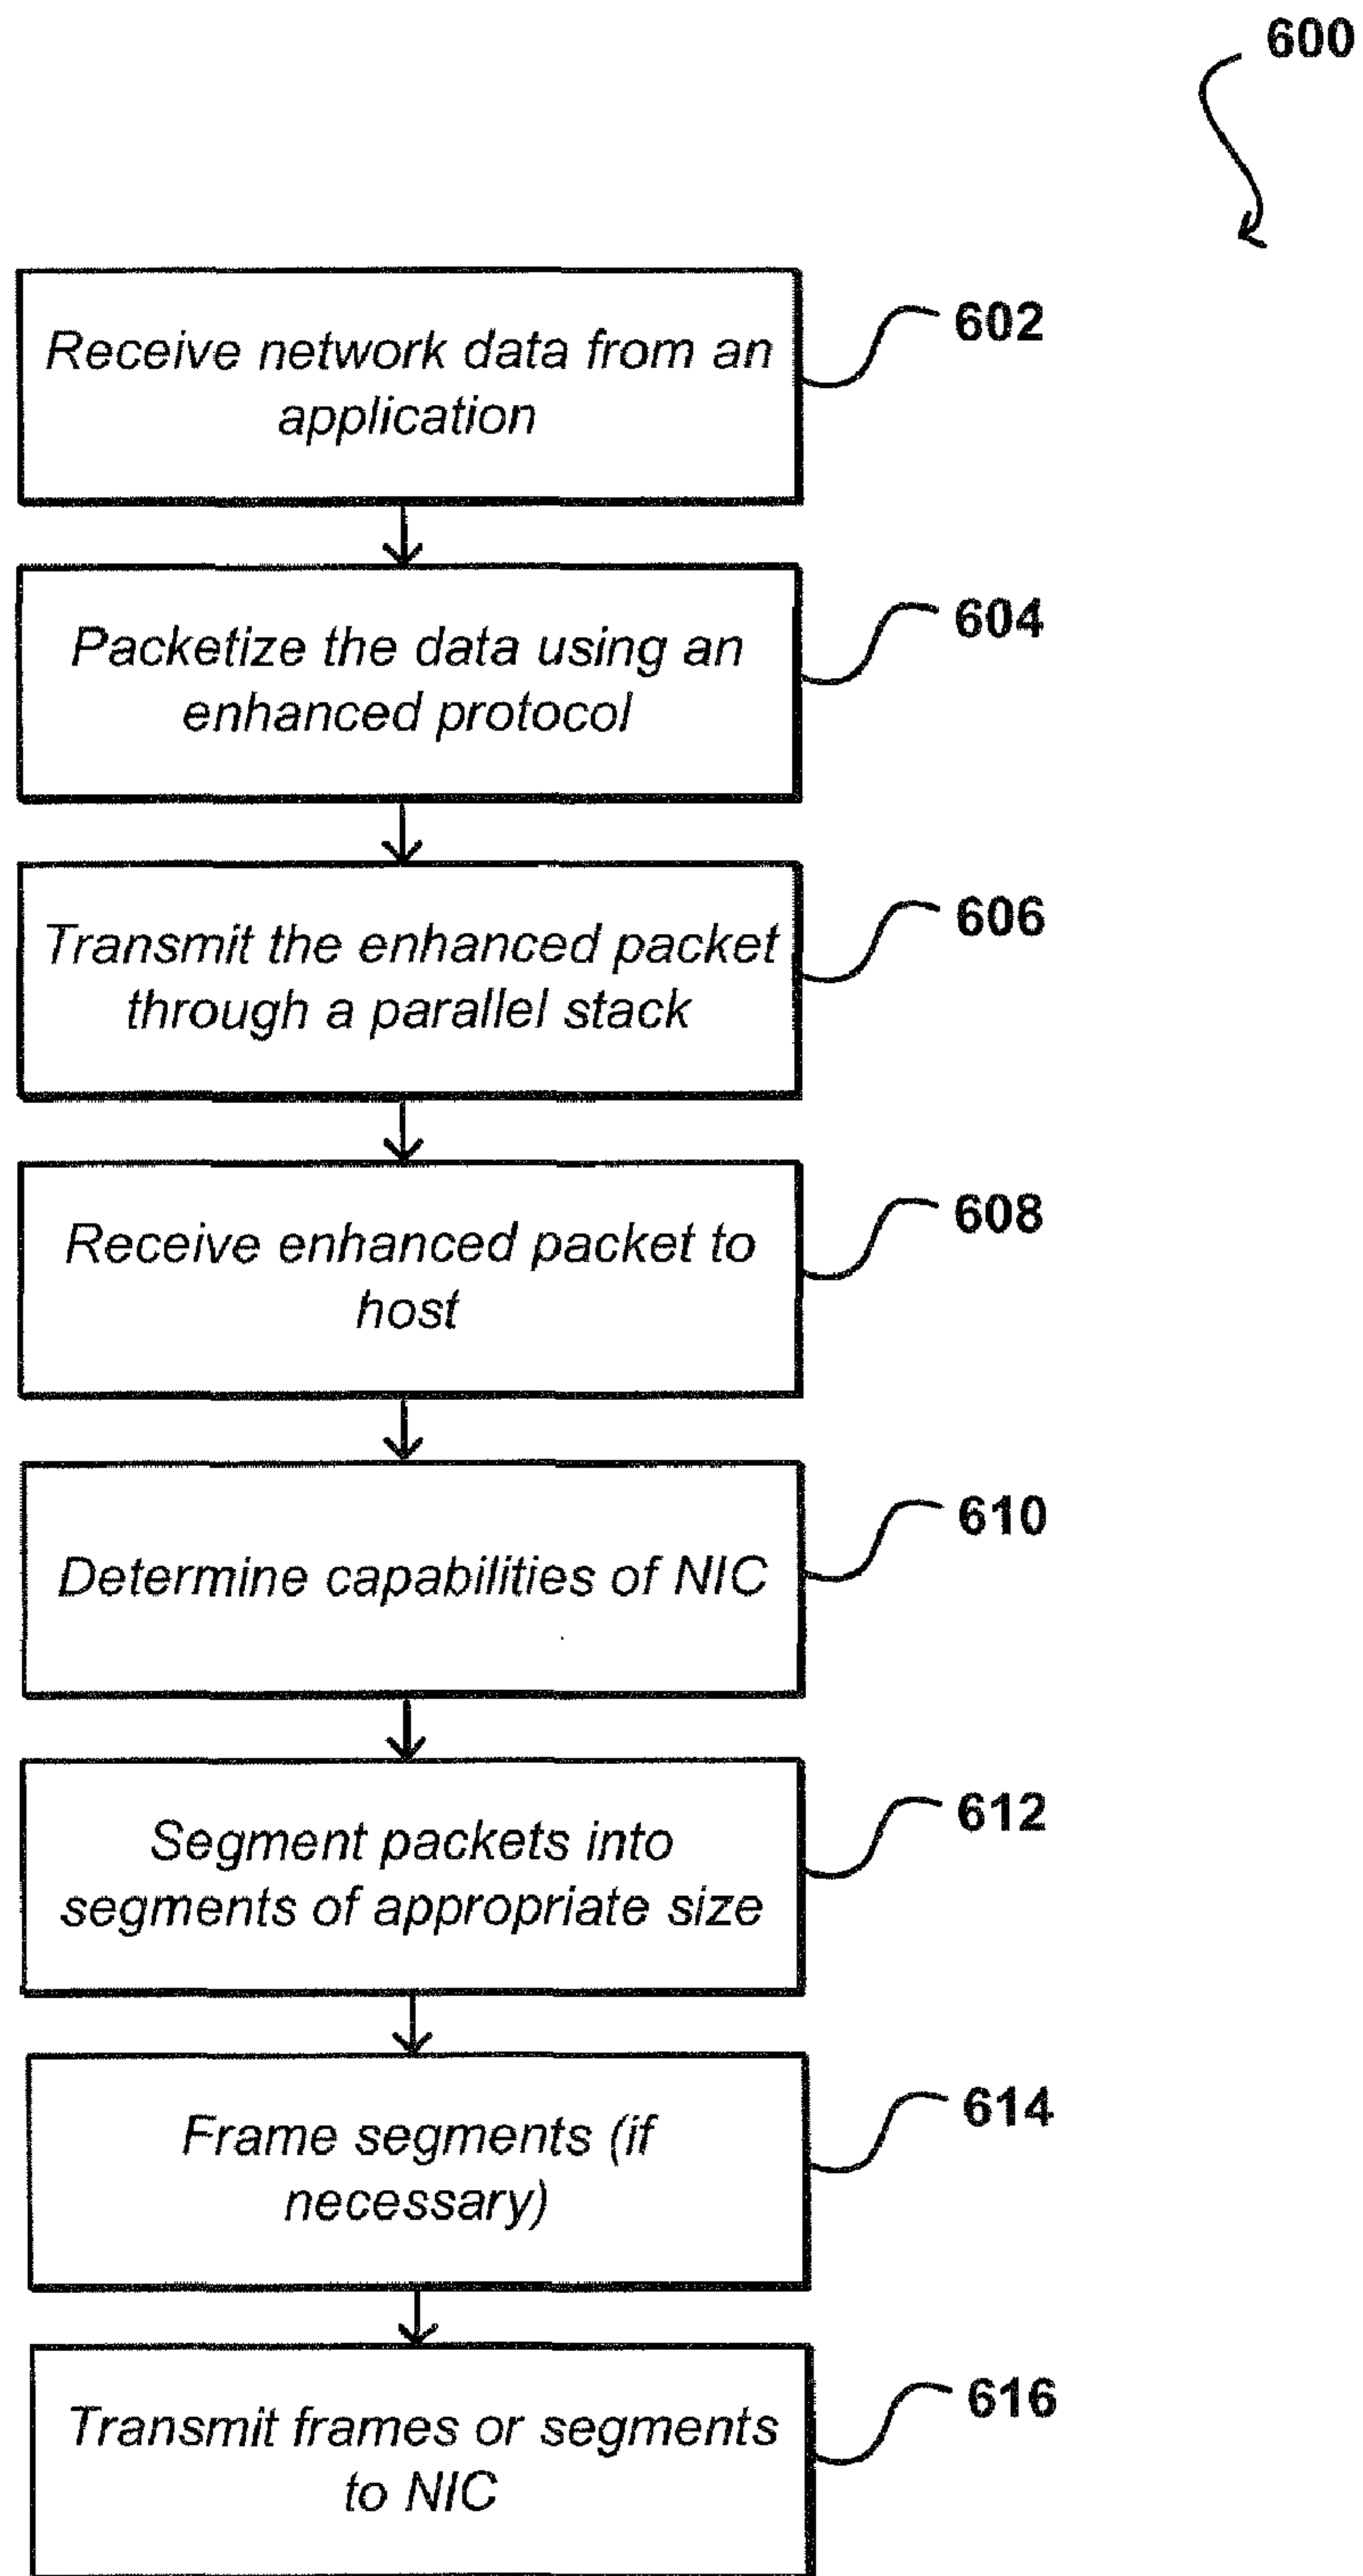 600
Receive network data from an
application
602
Packetize the data using an
enhanced protocol
604
Transmit the enhanced packet
through a parallel stack
606
Receive enhanced packet to
host
608
Determine capabilities of NIC
610
Segment packets into
segments of appropriate size
612
Frame segments (if
necessary)
614
Transmit frames or segments
to NIC
616